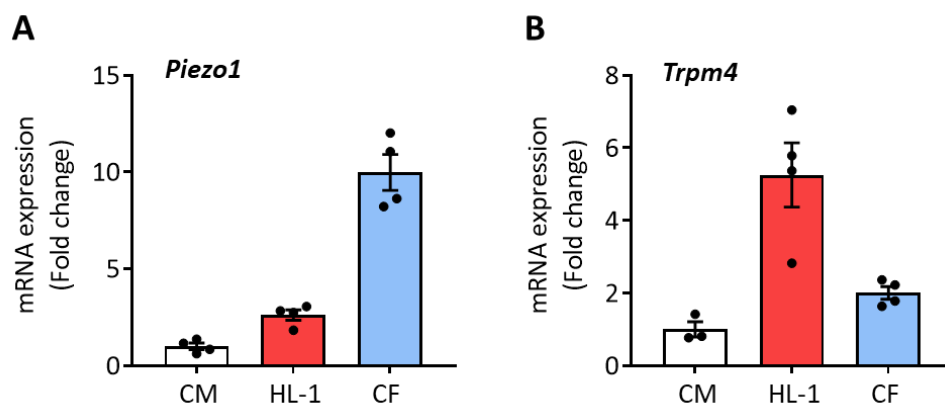 A
Piezo1
mRNA expression
(Fold change)
15
10
5
0
CM
HL-1
CF
B
Trpm4
mRNA expression
(Fold change)
8
6
4
2
0
CM
HL-1
CF